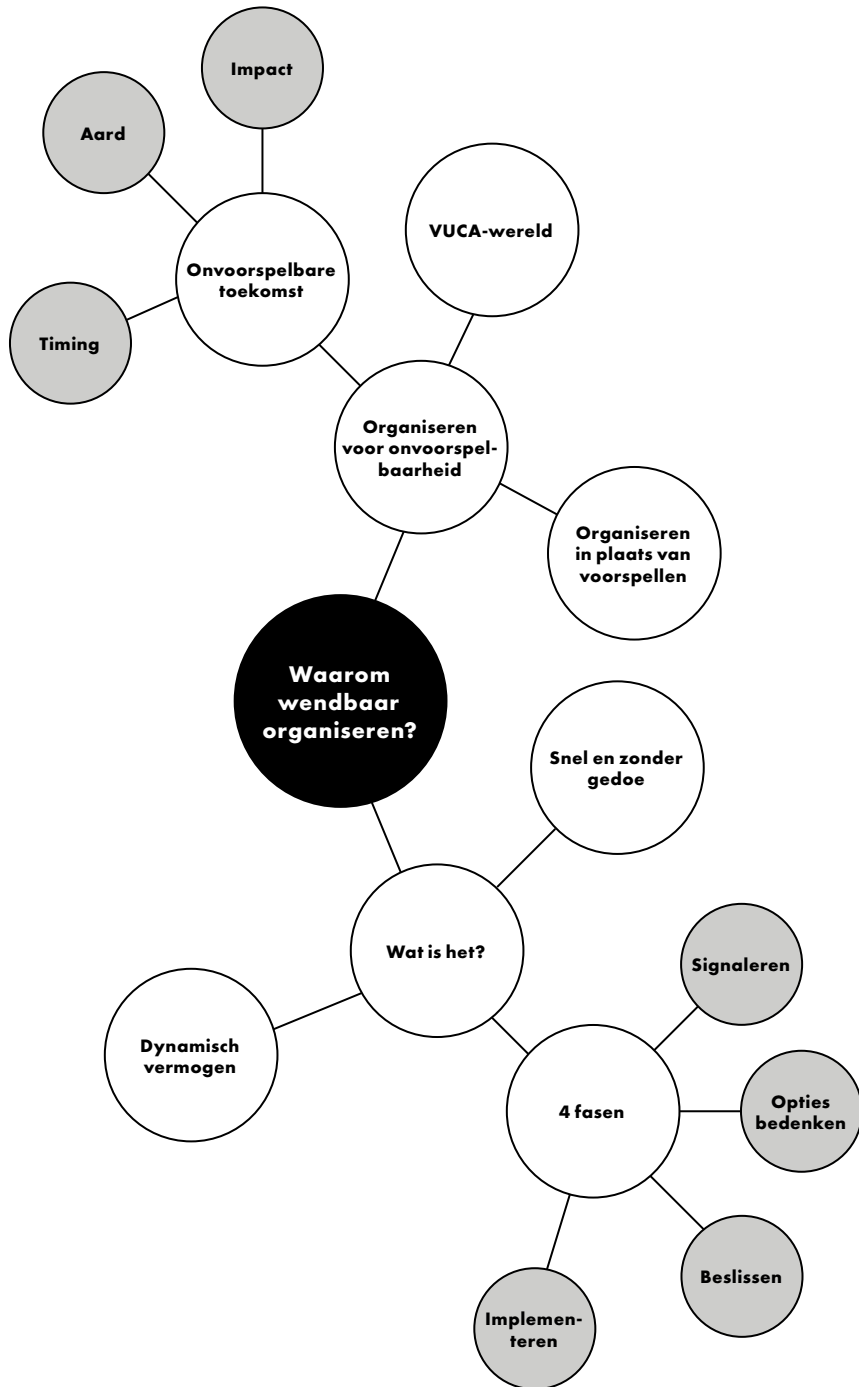 Impact
Aard
VUCA-wereld
Onvoorspelbare
toekomst
Timing
Organiseren
voor onvoorspel-
baarheid
Organiseren
in plaats van
voorspellen
Waarom
wendbaar
organiseren?
Snel en zonder
gedoe
Wat is het?
Signaleren
Dynamisch
vermogen
4 fasen
Opties
bedenken
Beslissen
Implemen-
teren